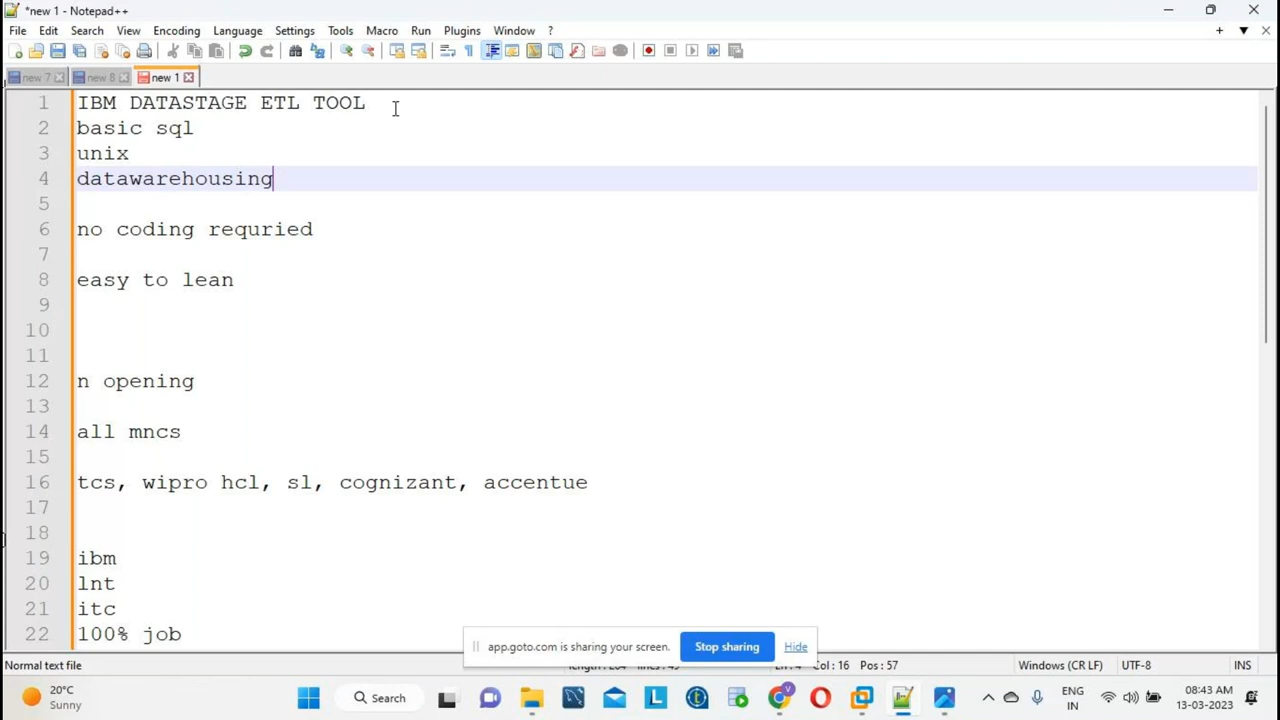 *new 1 - Notepad++
File Edit Search View Encoding Language Settings Tools Macro Run Plugins Window ?
new 7 new 8 new 1
1 IBM DATASTAGE ETL TOOL
2 basic sql
3 unix
4 datawarehousing
5
6 no coding requried
7
8 easy to lean
9
10
11
12 n opening
13
14 all mncs
15
16 tcs, wipro hcl, sl, cognizant, accentue
17
18
19 ibm
20 lnt
21 itc
22 100% job
app.goto.com is sharing your screen. Stop sharing Hide
Normal text file Col : 16 Pos : 57 Windows (CR LF) UTF-8 INS
20°C
Sunny
Search
ENG
IN
08:43 AM
13-03-2023